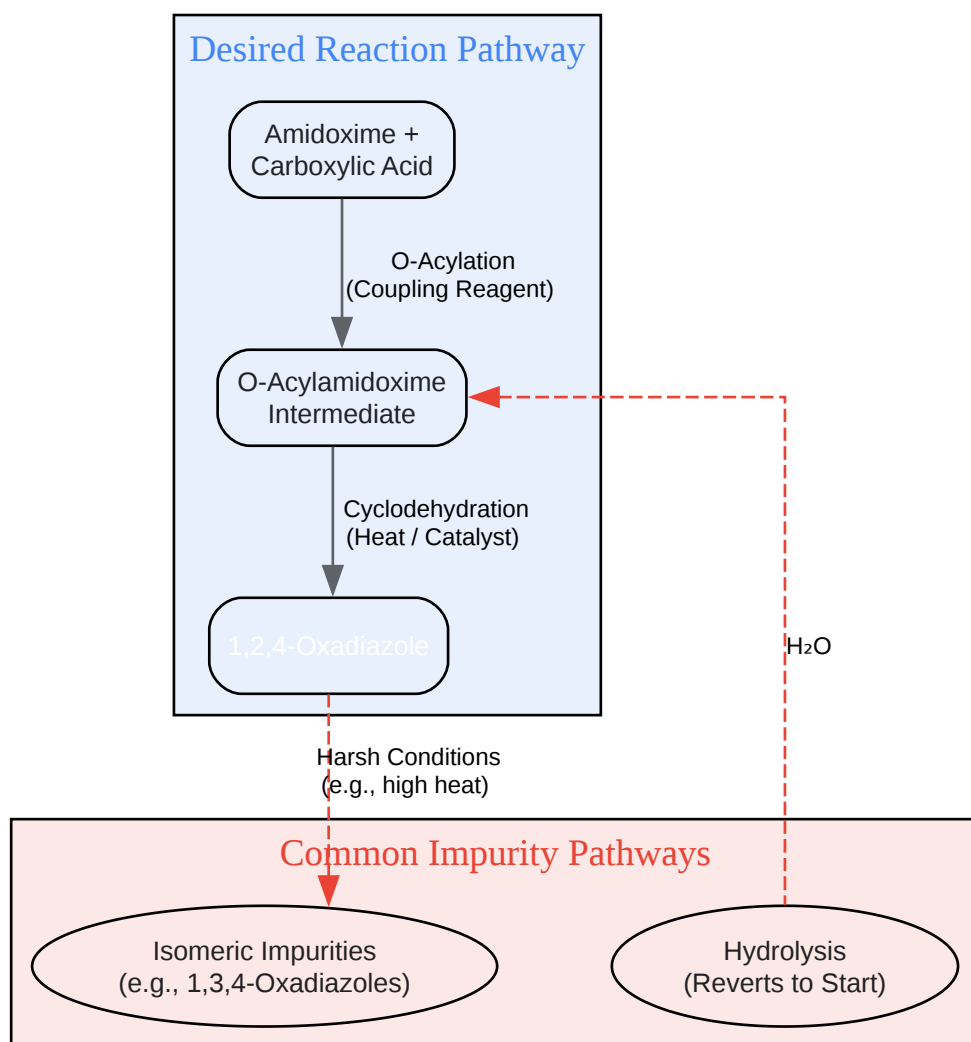 Desired Reaction Pathway
Amidoxime +
Carboxylic Acid
O-Acylation
(Coupling Reagent)
O-Acylamidoxime
Intermediate
Cyclodehydration
(Heat / Catalyst)
1,2,4-Oxadiazole
H₂O
Harsh Conditions
(e.g., high heat)
Common Impurity Pathways
Isomeric Impurities
(e.g., 1,3,4-Oxadiazoles)
Hydrolysis
(Reverts to Start)